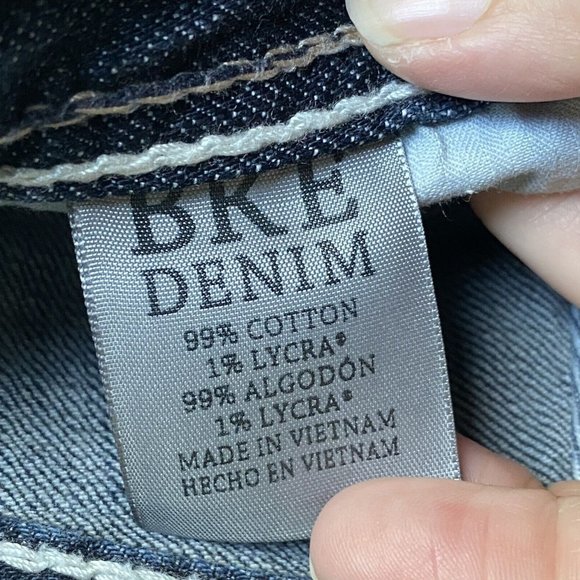 BKE
DENIM
99% COTTON
1% LYCRA®
99% ALGODÓN
1% LYCRA®
MADE IN VIETNAM
HECHO EN VIETNAM